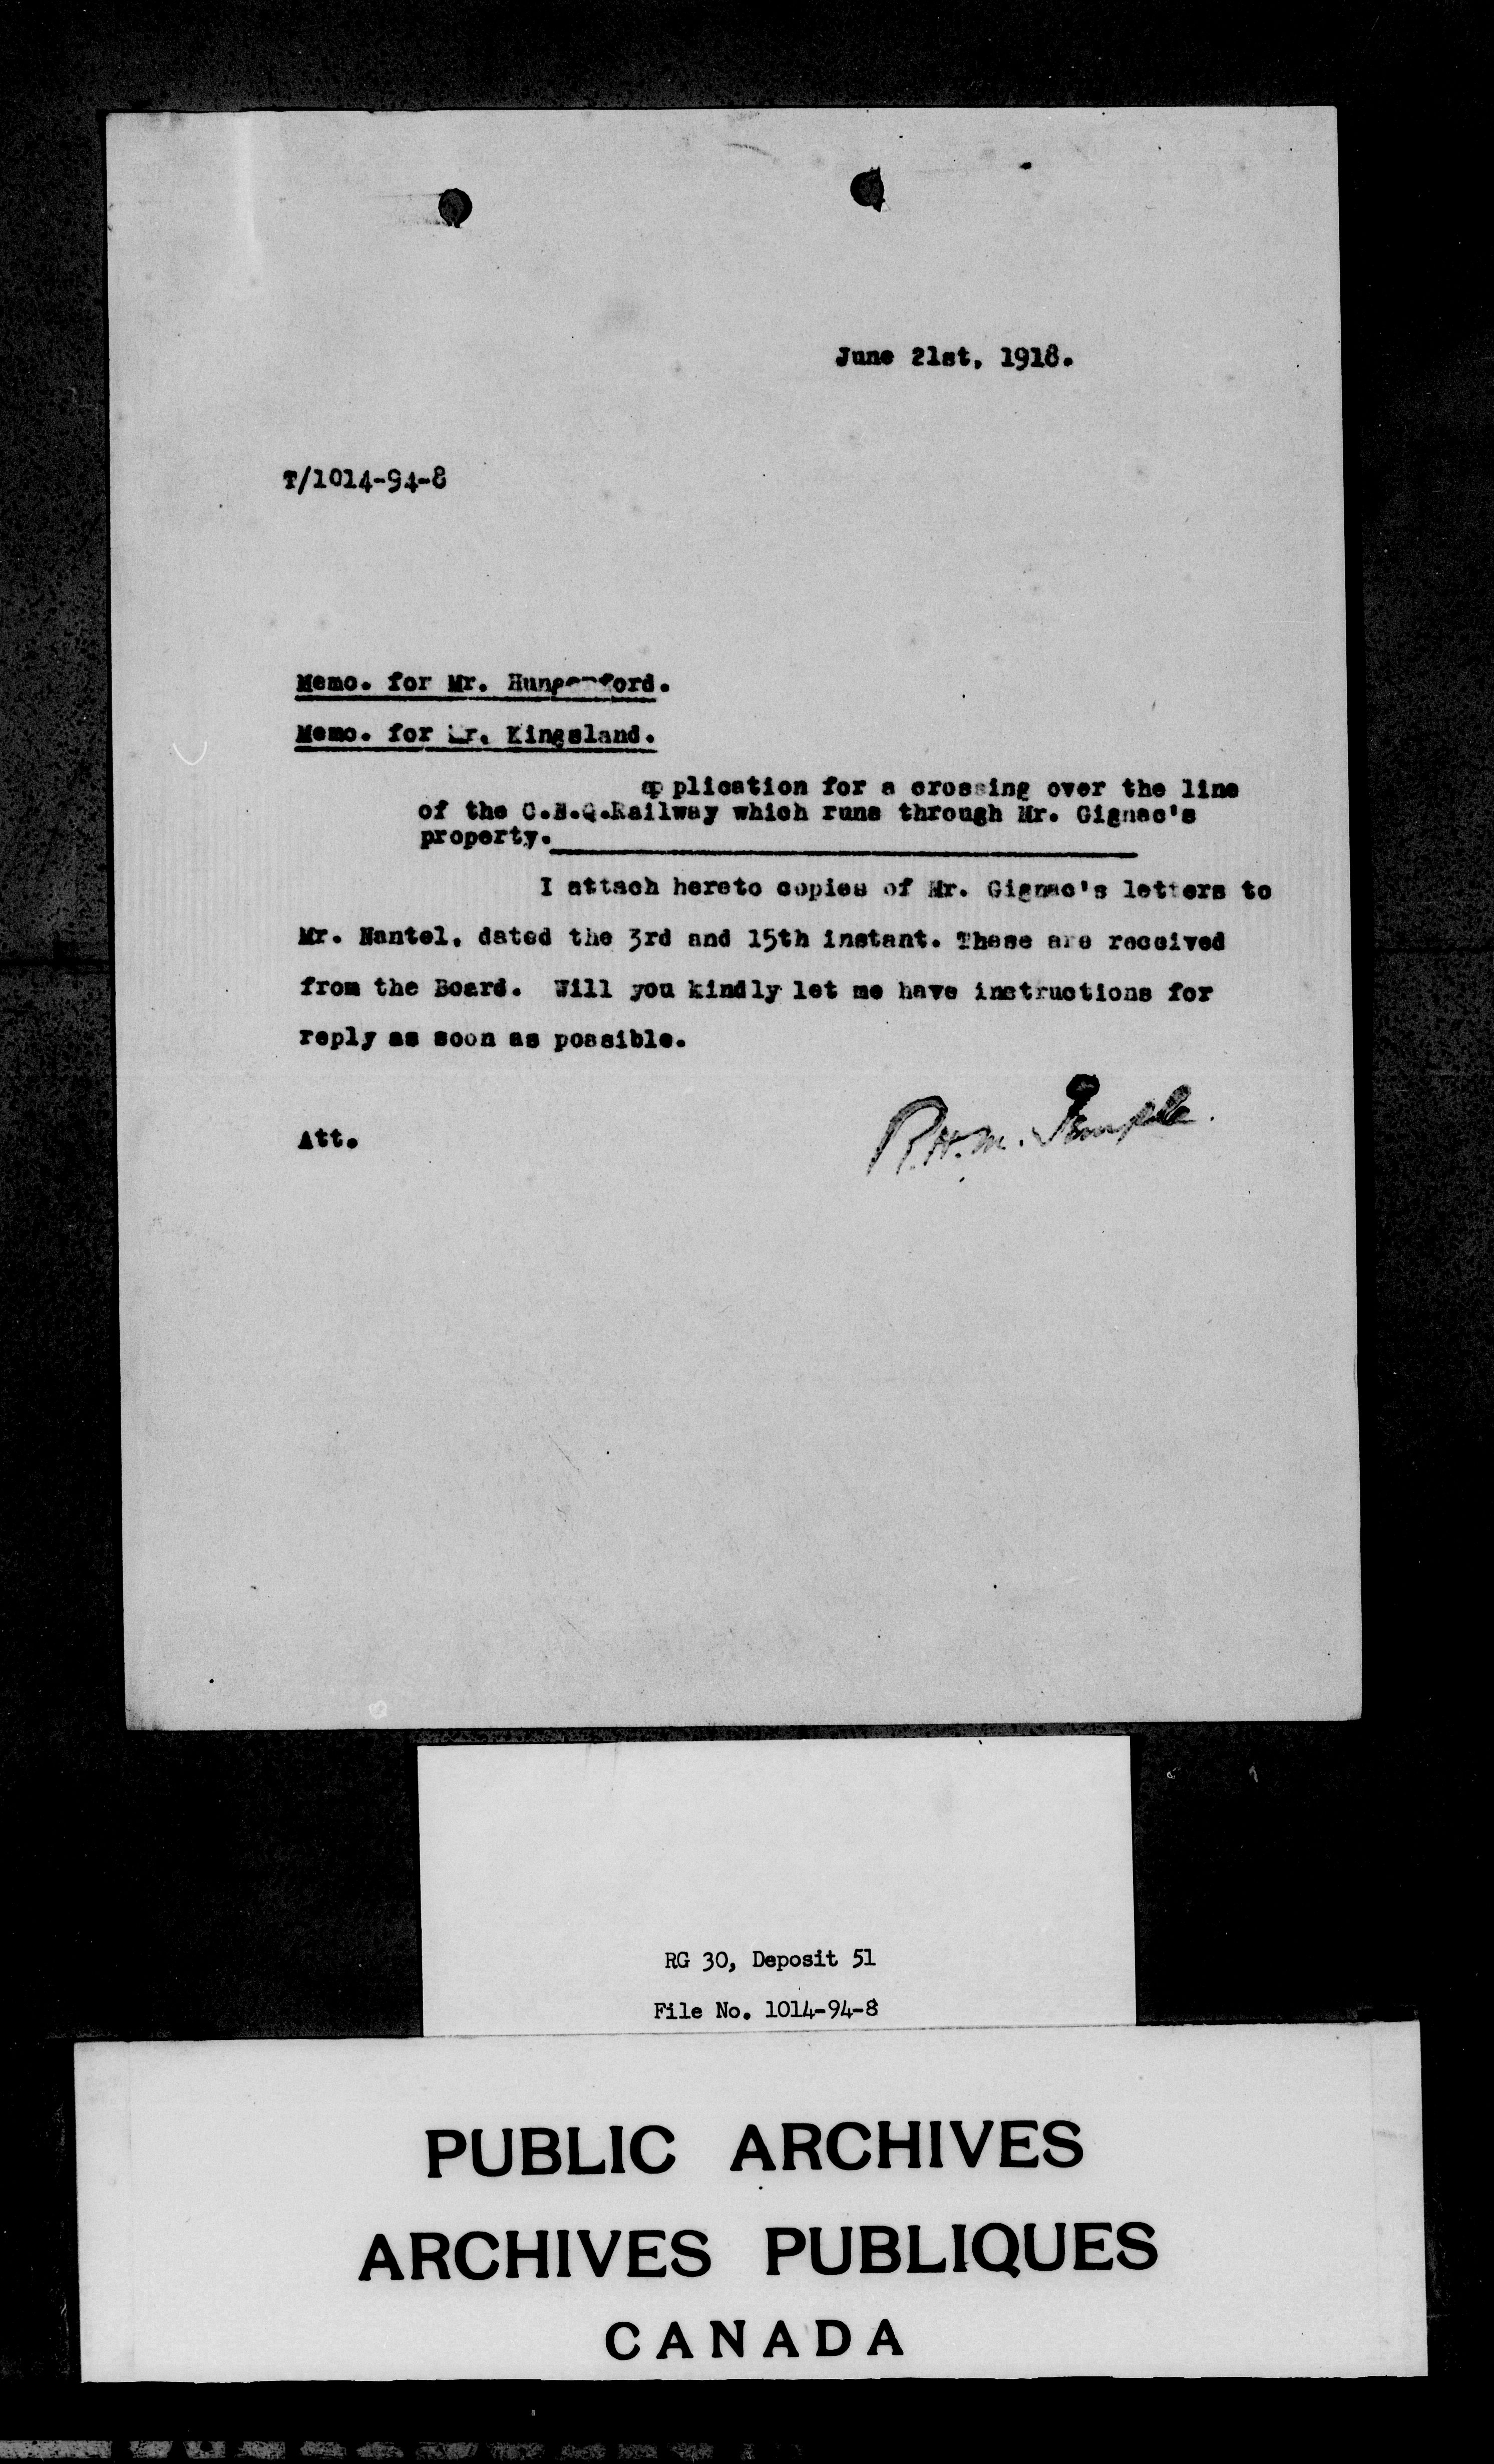 June 21st, 1918.
T/1014-94-8
Memo. for Mr. Hungerford.
Memo. for Mr. Kingsland.
application for a crossing over the line
of the C.N.Q.Railway which runs through Mr. Gignac's
property.
I attach hereto copies of Mr. Gignac's letters to
Mr. Nantel, dated the 3rd and 15th instant. These are received
from the Board. Will you kindly let me have instructions for
reply as soon as possible.
R.H.M. Temple.
Att.
RG 30, Deposit 51
File No. 1014-94-8
PUBLIC ARCHIVES
ARCHIVES PUBLIQUES
CANADA